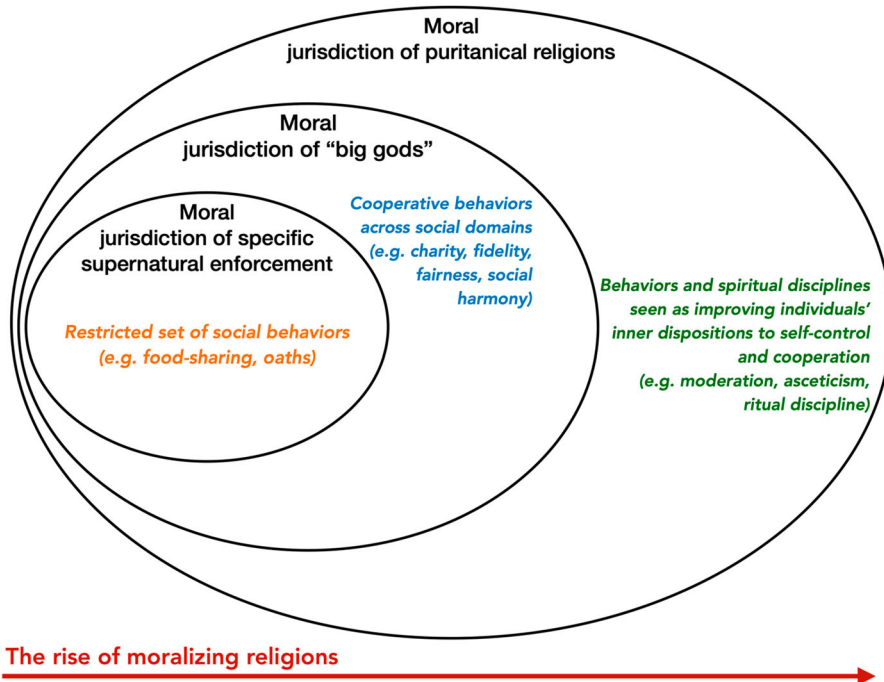 Moral
jurisdiction of puritanical religions
Moral
jurisdiction of “big gods”
Moral
jurisdiction of specific
supernatural enforcement
Restricted set of social behaviors
(e.g. food-sharing, oaths)
Cooperative behaviors
across social domains
(e.g. charity, fidelity,
fairness, social
harmony)
Behaviors and spiritual disciplines
seen as improving individuals’
inner dispositions to self-control
and cooperation
(e.g. moderation, asceticism,
ritual discipline)
The rise of moralizing religions